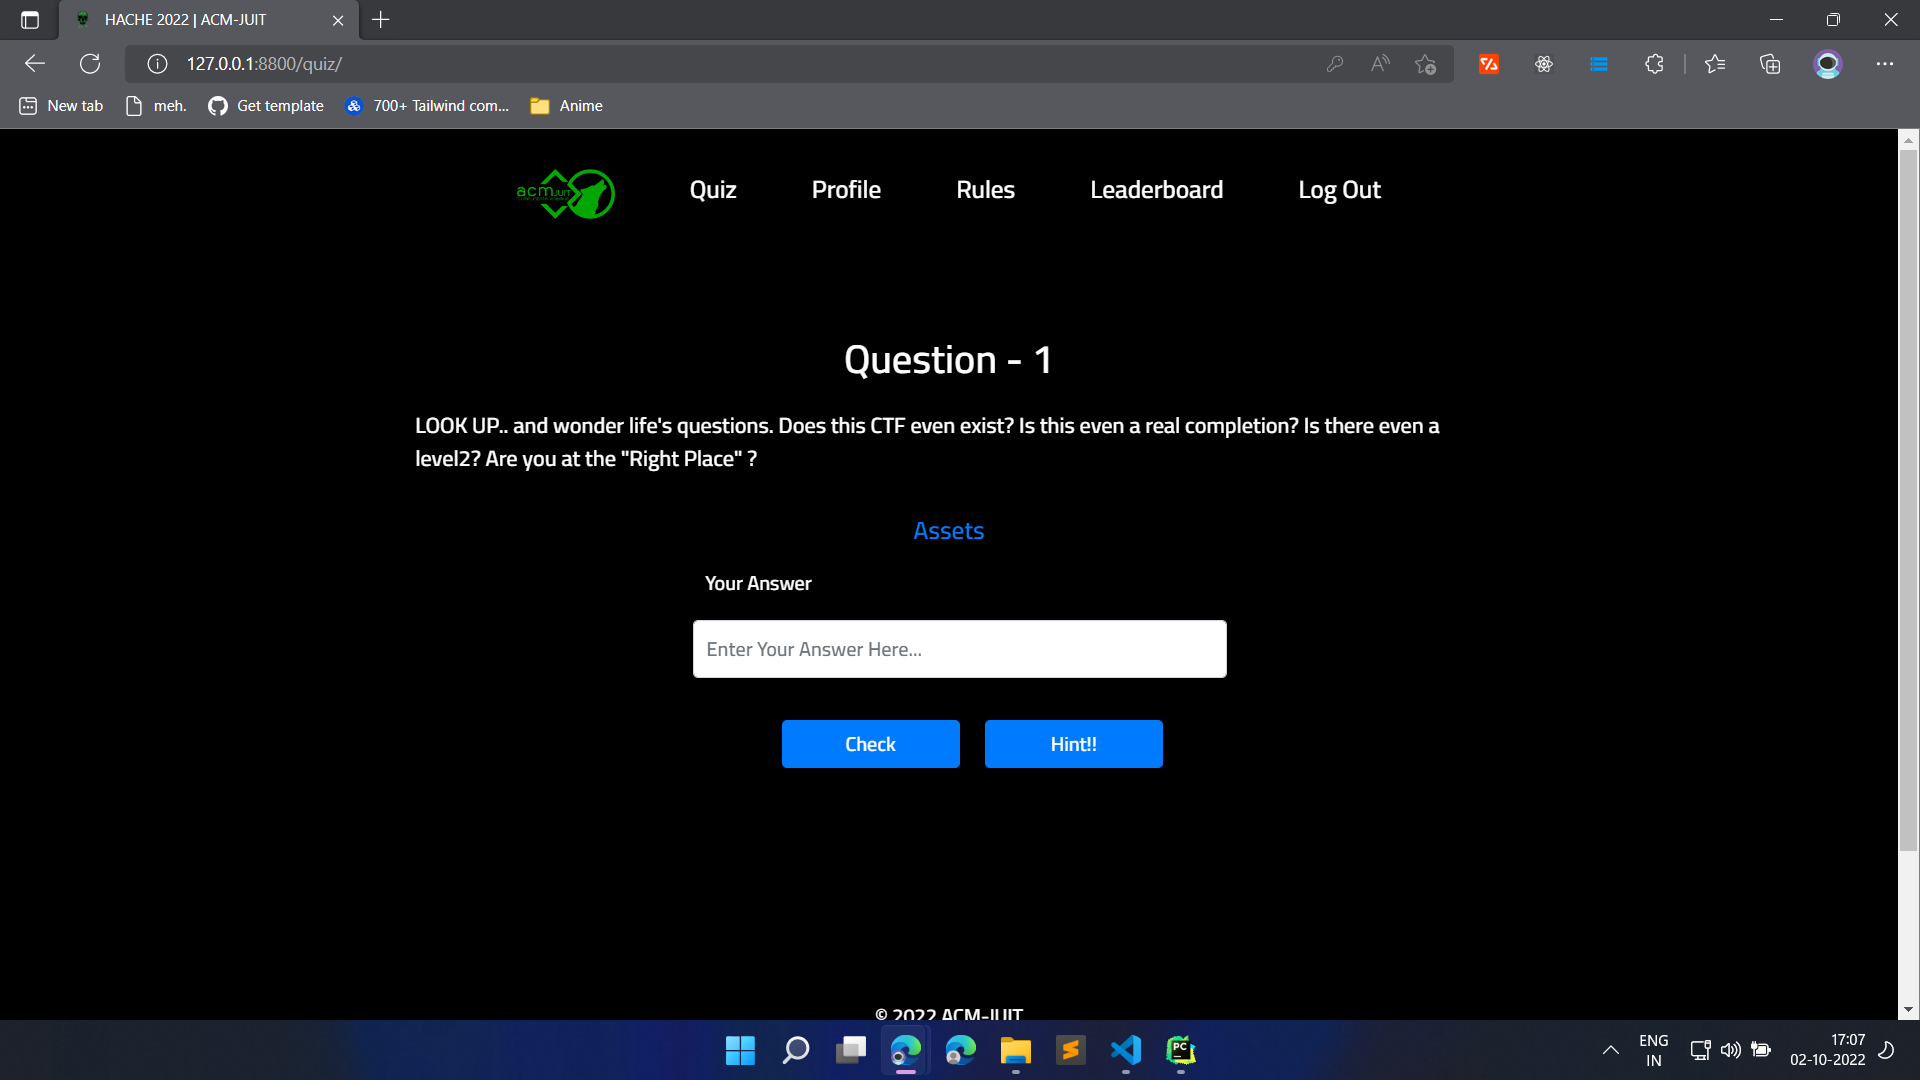 HACHE 2022 | ACM-JUIT
127.0.0.1:8800/quiz/
New tab
meh.
Get template
700+ Tailwind com...
Anime
acm JUIT
Quiz
Profile
Rules
Leaderboard
Log Out
Question - 1
LOOK UP.. and wonder life's questions. Does this CTF even exist? Is this even a real completion? Is there even a
level2? Are you at the "Right Place" ?
Assets
Your Answer
Enter Your Answer Here...
Check
Hint!!
© 2022 ACM-JUIT
PC
ENG
IN
17:07
02-10-2022